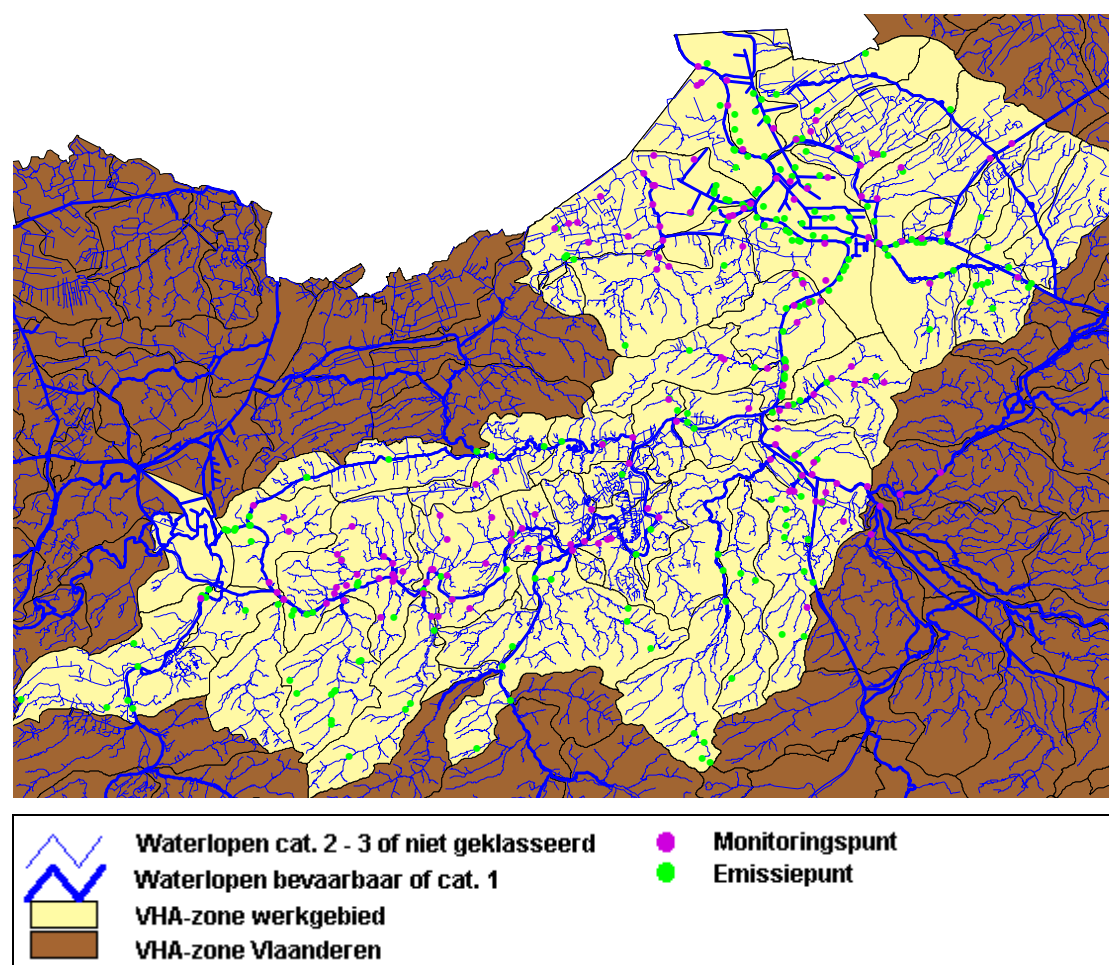 Waterlopen cat. 2 - 3 of niet geklasseerd
Waterlopen bevaarbaar of cat. 1
VHA-zone werkgebied
VHA-zone Vlaanderen
Monitoringspunt
Emissiepunt